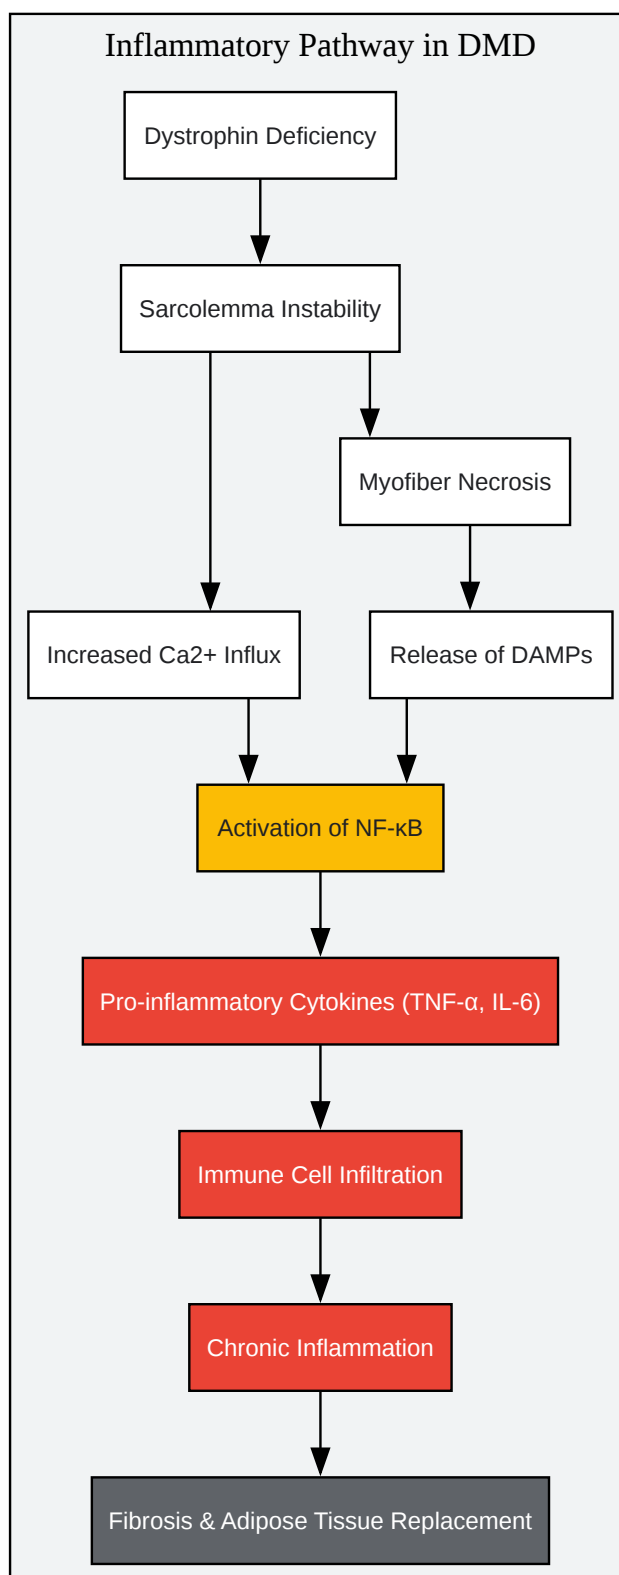 Inflammatory Pathway in DMD
Dystrophin Deficiency
Sarcolemma Instability
Myofiber Necrosis
Increased Ca2+ Influx
Release of DAMPs
Activation of NF-κB
Pro-inflammatory Cytokines (TNF-α, IL-6)
Immune Cell Infiltration
Chronic Inflammation
Fibrosis & Adipose Tissue Replacement